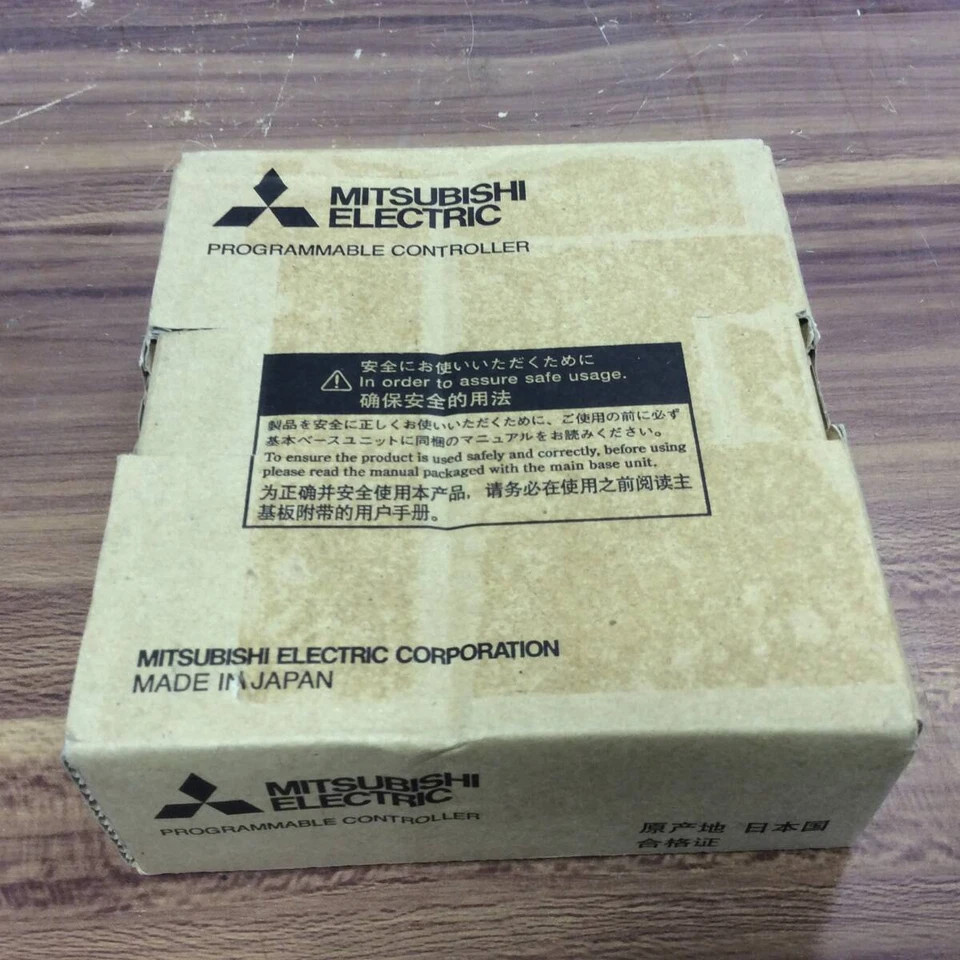 MITSUBISHI
ELECTRIC
PROGRAMMABLE CONTROLLER
安全にお使いいただくために
In order to assure safe usage.
确保安全的用法
製品を安全に正しくお使いいただくために、ご使用の前に必ず
基本ベースユニットに同梱のマニュアルをお読みください。
To ensure the product is used safely and correctly, before using
please read the manual packaged with the main base unit.
为正确并安全使用本产品，请务必在使用之前阅读主
基板附带的用户手册。
MITSUBISHI ELECTRIC CORPORATION
MADE IN JAPAN
MITSUBISHI
ELECTRIC
PROGRAMMABLE CONTROLLER
原产地 日本国
合格证